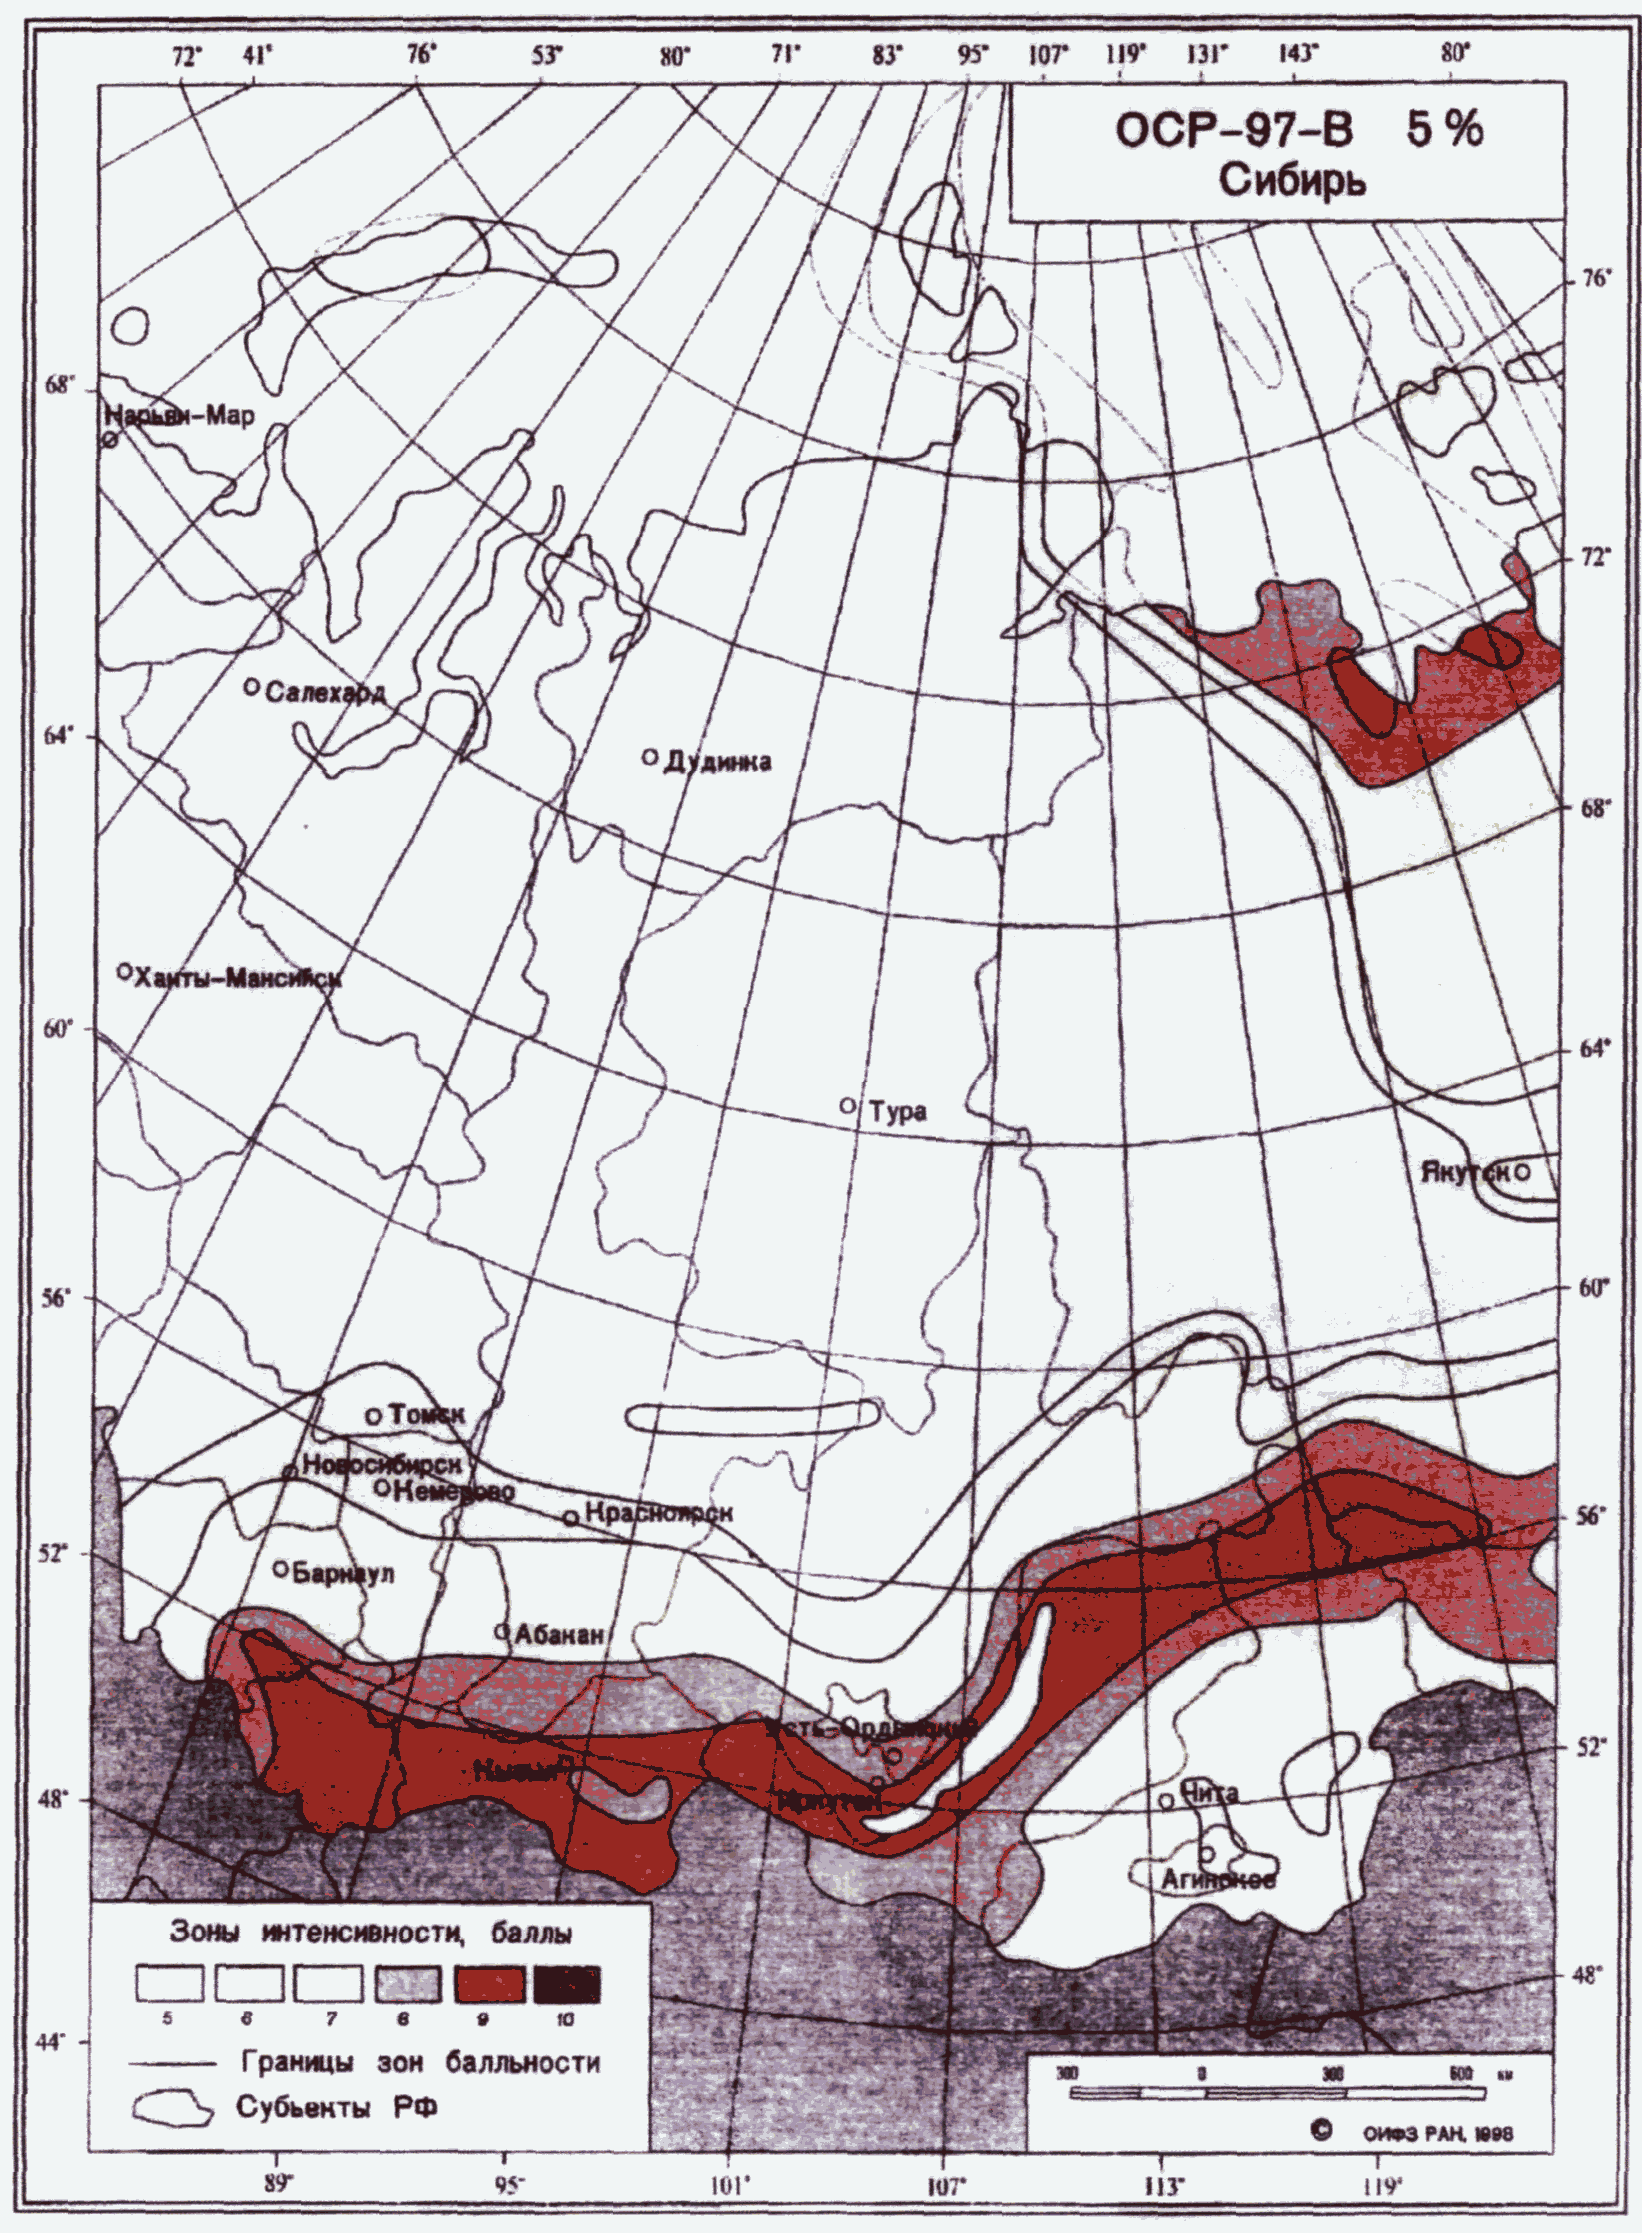 72° 41° 76° 53° 80° 71° 83° 95° 107° 119° 131° 143° 80°
ОСР-97-В 5%
Сибирь
76°
68°
Нарьян-Мар
72°
Салехард
64°
Дудинка
68°
Ханты-Мансийск
60°
64°
Тура
Якутск
56°
60°
Томск
Новосибирск
Кемерово
Красноярск
56°
52°
Барнаул
Абакан
Усть-Ордынский
52°
Кызыл
48°
Иркутск
Чита
Агинское
Зоны интенсивности, баллы
5 6 7 8 9 10
48°
44°
Границы зон балльности
Субъекты РФ
300 0 300 600 км
© ОИФЗ РАН, 1998
89° 95° 101° 107° 113° 119°